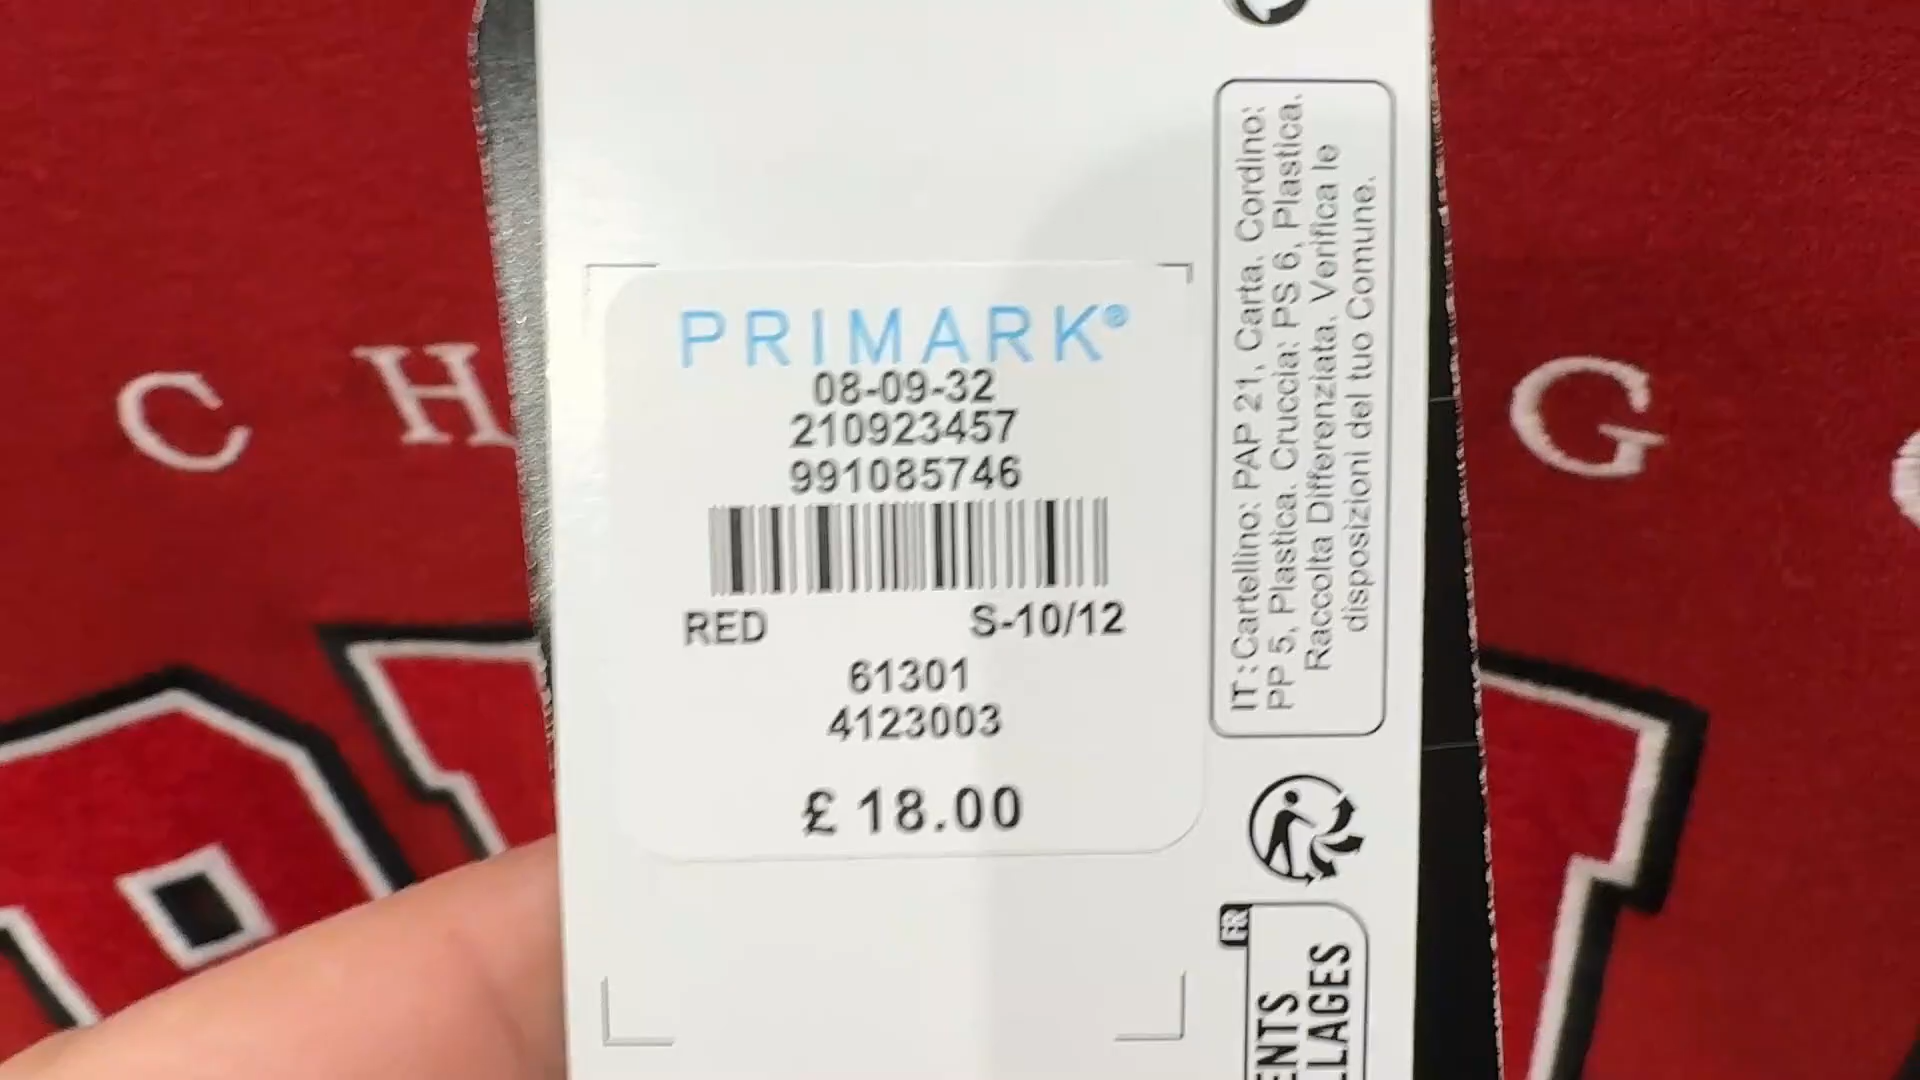 PRIMARK®
08-09-32
210923457
991085746
RED S-10/12
61301
4123003
£ 18.00
IT: Cartellino: PAP 21, Carta. Cordino:
PP 5, Plastica. Cruccia: PS 6, Plastica.
Raccolta Differenziata. Verifica le
disposizioni del tuo Comune.
FR
C H
G